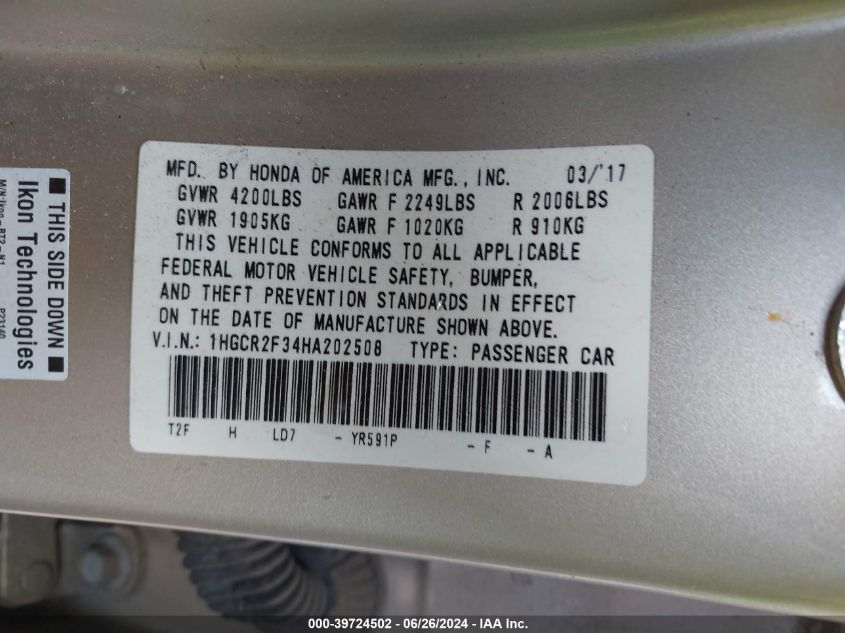 MFD. BY HONDA OF AMERICA MFG., INC. 03/'17
GVWR 4200LBS GAWR F 2249LBS R 2006LBS
GVWR 1905KG GAWR F 1020KG R 910KG
THIS VEHICLE CONFORMS TO ALL APPLICABLE
FEDERAL MOTOR VEHICLE SAFETY, BUMPER,
AND THEFT PREVENTION STANDARDS IN EFFECT
ON THE DATE OF MANUFACTURE SHOWN ABOVE.
V.I.N.: 1HGCR2F34HA202508 TYPE: PASSENGER CAR
T2F H LD7 - YR591P - F - A
THIS SIDE DOWN
Ikon Technologies
P23140
000-39724502 - 06/26/2024 - IAA Inc.